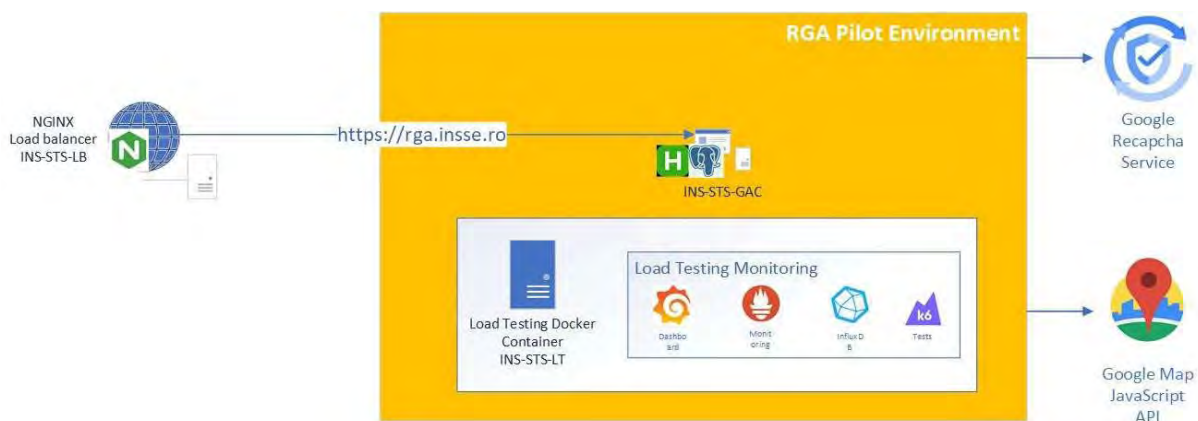 RGA Pilot Environment
NGINX
Load balancer
INS-STS-LB
N
https://rga.insse.ro
H
INS-STS-GAC
Google
Recapcha
Service
Load Testing Docker
Container
INS-STS-LT
Load Testing Monitoring
Dashbo
ard
Monit
oring
Influx D
B
k6
Tests
Google Map
JavaScript
API